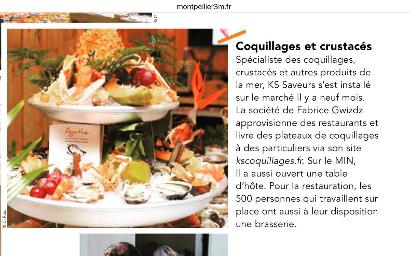 montpellier3m.fr
Coquillages et crustacés
Spécialiste des coquillages,
crustacés et autres produits de
la mer, KS Saveurs s'est installé
sur le marché il y a neuf mois.
La société de Fabrice Gwizdz
approvisionne des restaurants et
livre des plateaux de coquillages
à des particuliers via son site
kscoquillages.fr. Sur le MIN,
il a aussi ouvert une table
d'hôte. Pour la restauration, les
500 personnes qui travaillent sur
place ont aussi à leur disposition
une brasserie.
Agathe